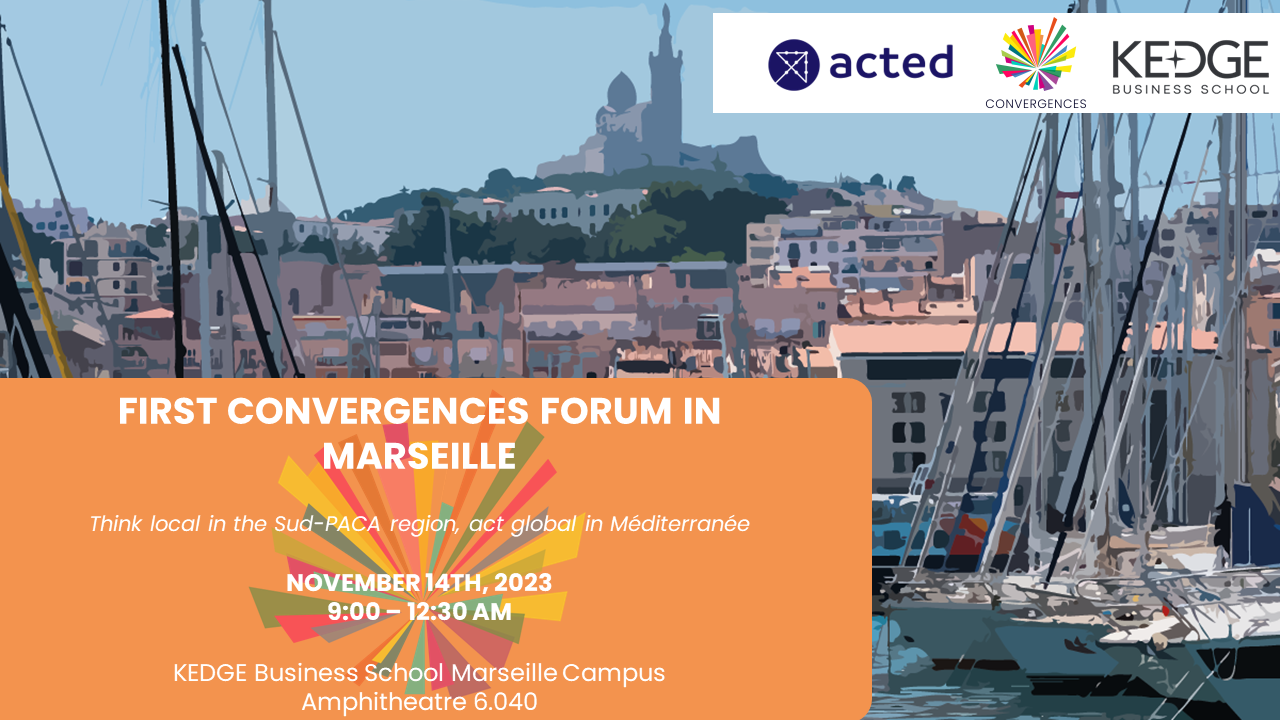 acted
CONVERGENCES
KEDGE
BUSINESS SCHOOL
FIRST CONVERGENCES FORUM IN
MARSEILLE
Think local in the Sud-PACA region, act global in Méditerranée
NOVEMBER 14TH, 2023
9:00 – 12:30 AM
KEDGE Business School Marseille Campus
Amphitheatre 6.040